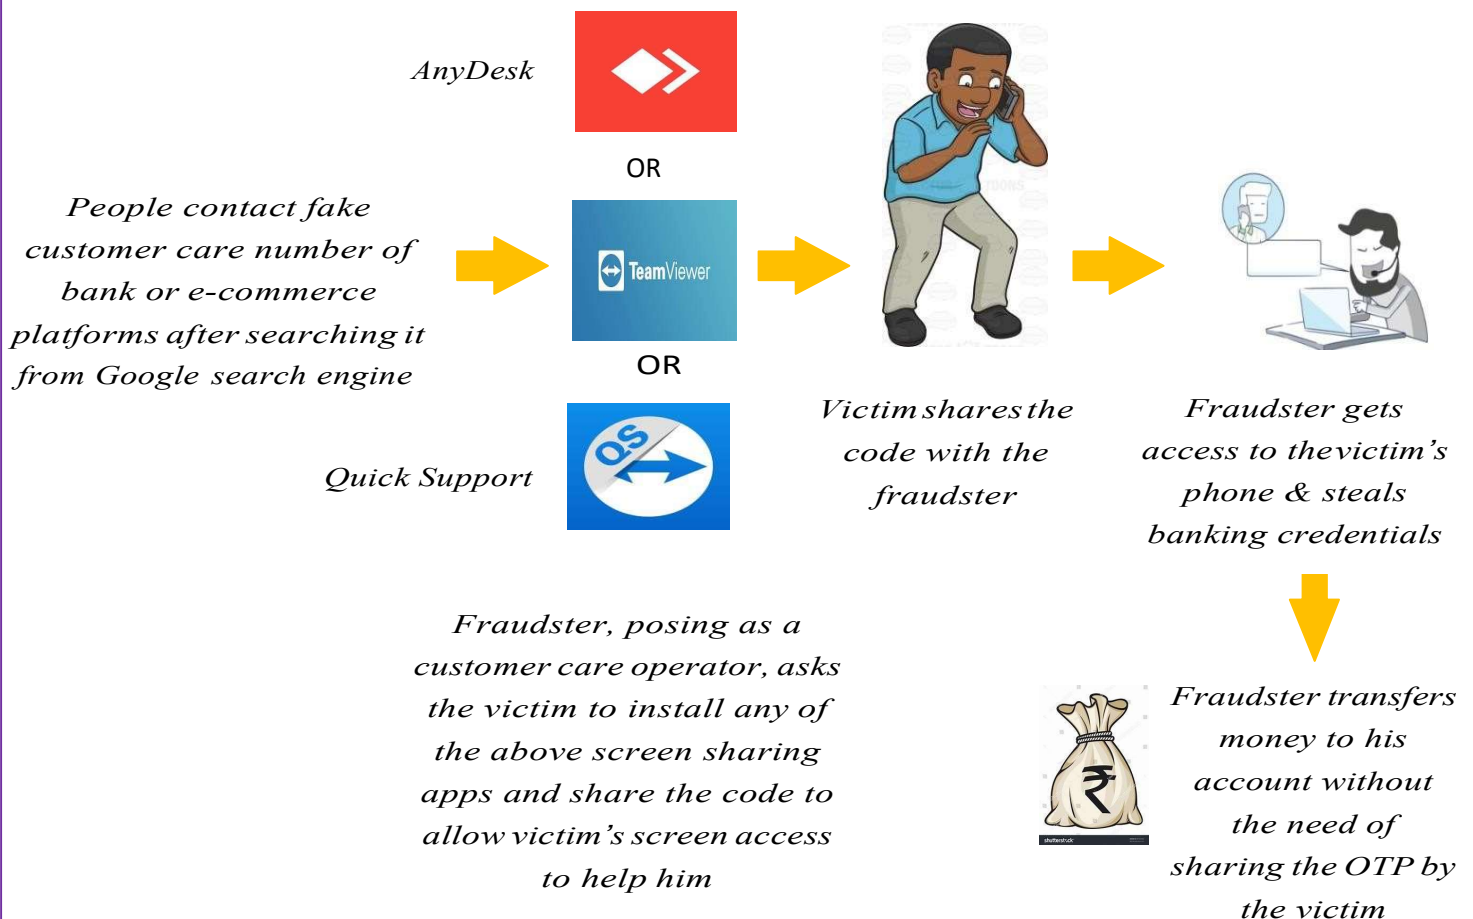 People contact fake
customer care number of
bank or e-commerce
platforms after searching it
from Google search engine
AnyDesk
OR
TeamViewer
OR
Quick Support
QS
Fraudster, posing as a
customer care operator, asks
the victim to install any of
the above screen sharing
apps and share the code to
allow victim’s screen access
to help him
Victim shares the
code with the
fraudster
Fraudster gets
access to thevictim’s
phone & steals
banking credentials
₹
shutterstock
Fraudster transfers
money to his
account without
the need of
sharing the OTP by
the victim